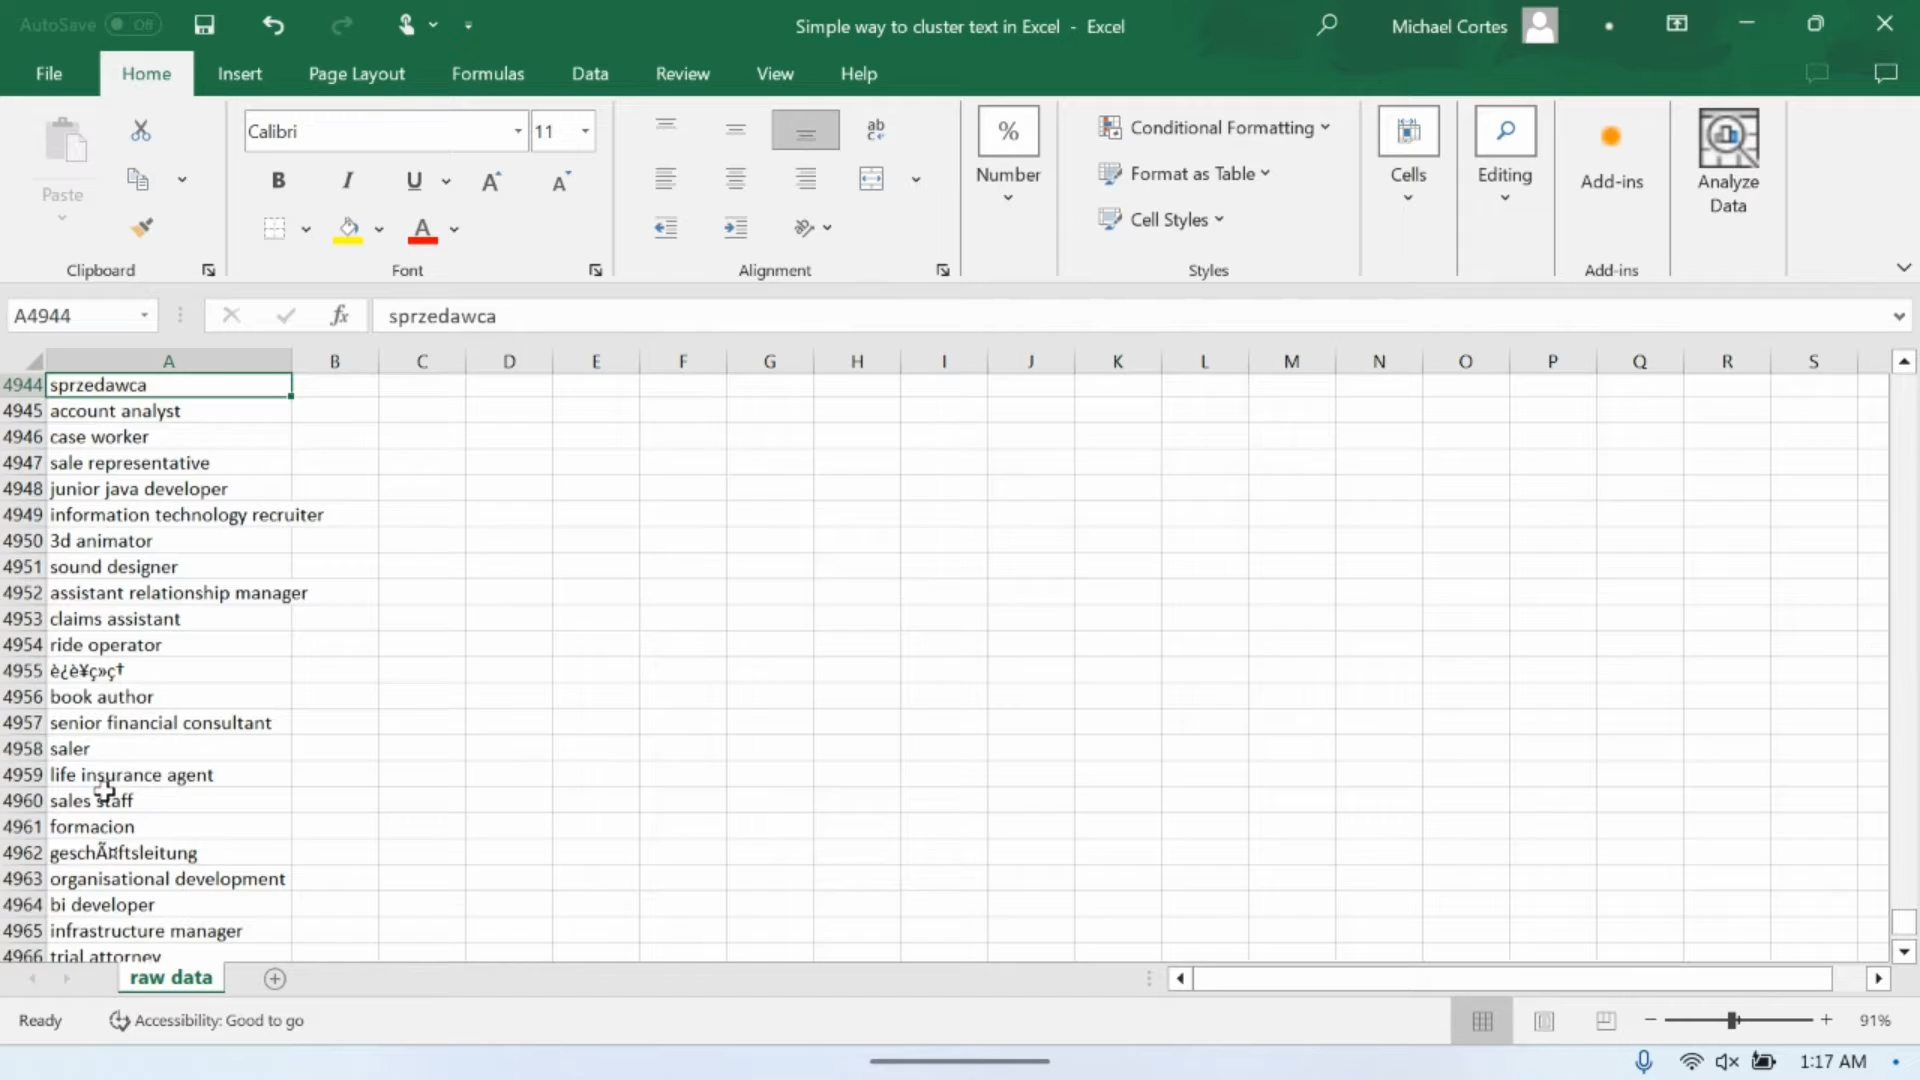 AutoSave Off Simple way to cluster text in Excel - Excel Michael Cortes
File Home Insert Page Layout Formulas Data Review View Help
Paste
Clipboard
Calibri 11
B I U A A
A
Font
ab
c
Alignment
%
Number
Conditional Formatting
Format as Table
Cell Styles
Styles
Cells
Editing
Add-ins
Add-ins
Analyze
Data
A4944 fx sprzedawca
A B C D E F G H I J K L M N O P Q R S
4944 sprzedawca
4945 account analyst
4946 case worker
4947 sale representative
4948 junior java developer
4949 information technology recruiter
4950 3d animator
4951 sound designer
4952 assistant relationship manager
4953 claims assistant
4954 ride operator
4955 è¿è¥ç»ç†
4956 book author
4957 senior financial consultant
4958 saler
4959 life insurance agent
4960 sales staff
4961 formacion
4962 geschÃ¤ftsleitung
4963 organisational development
4964 bi developer
4965 infrastructure manager
4966 trial attorney
raw data
Ready Accessibility: Good to go 91%
1:17 AM